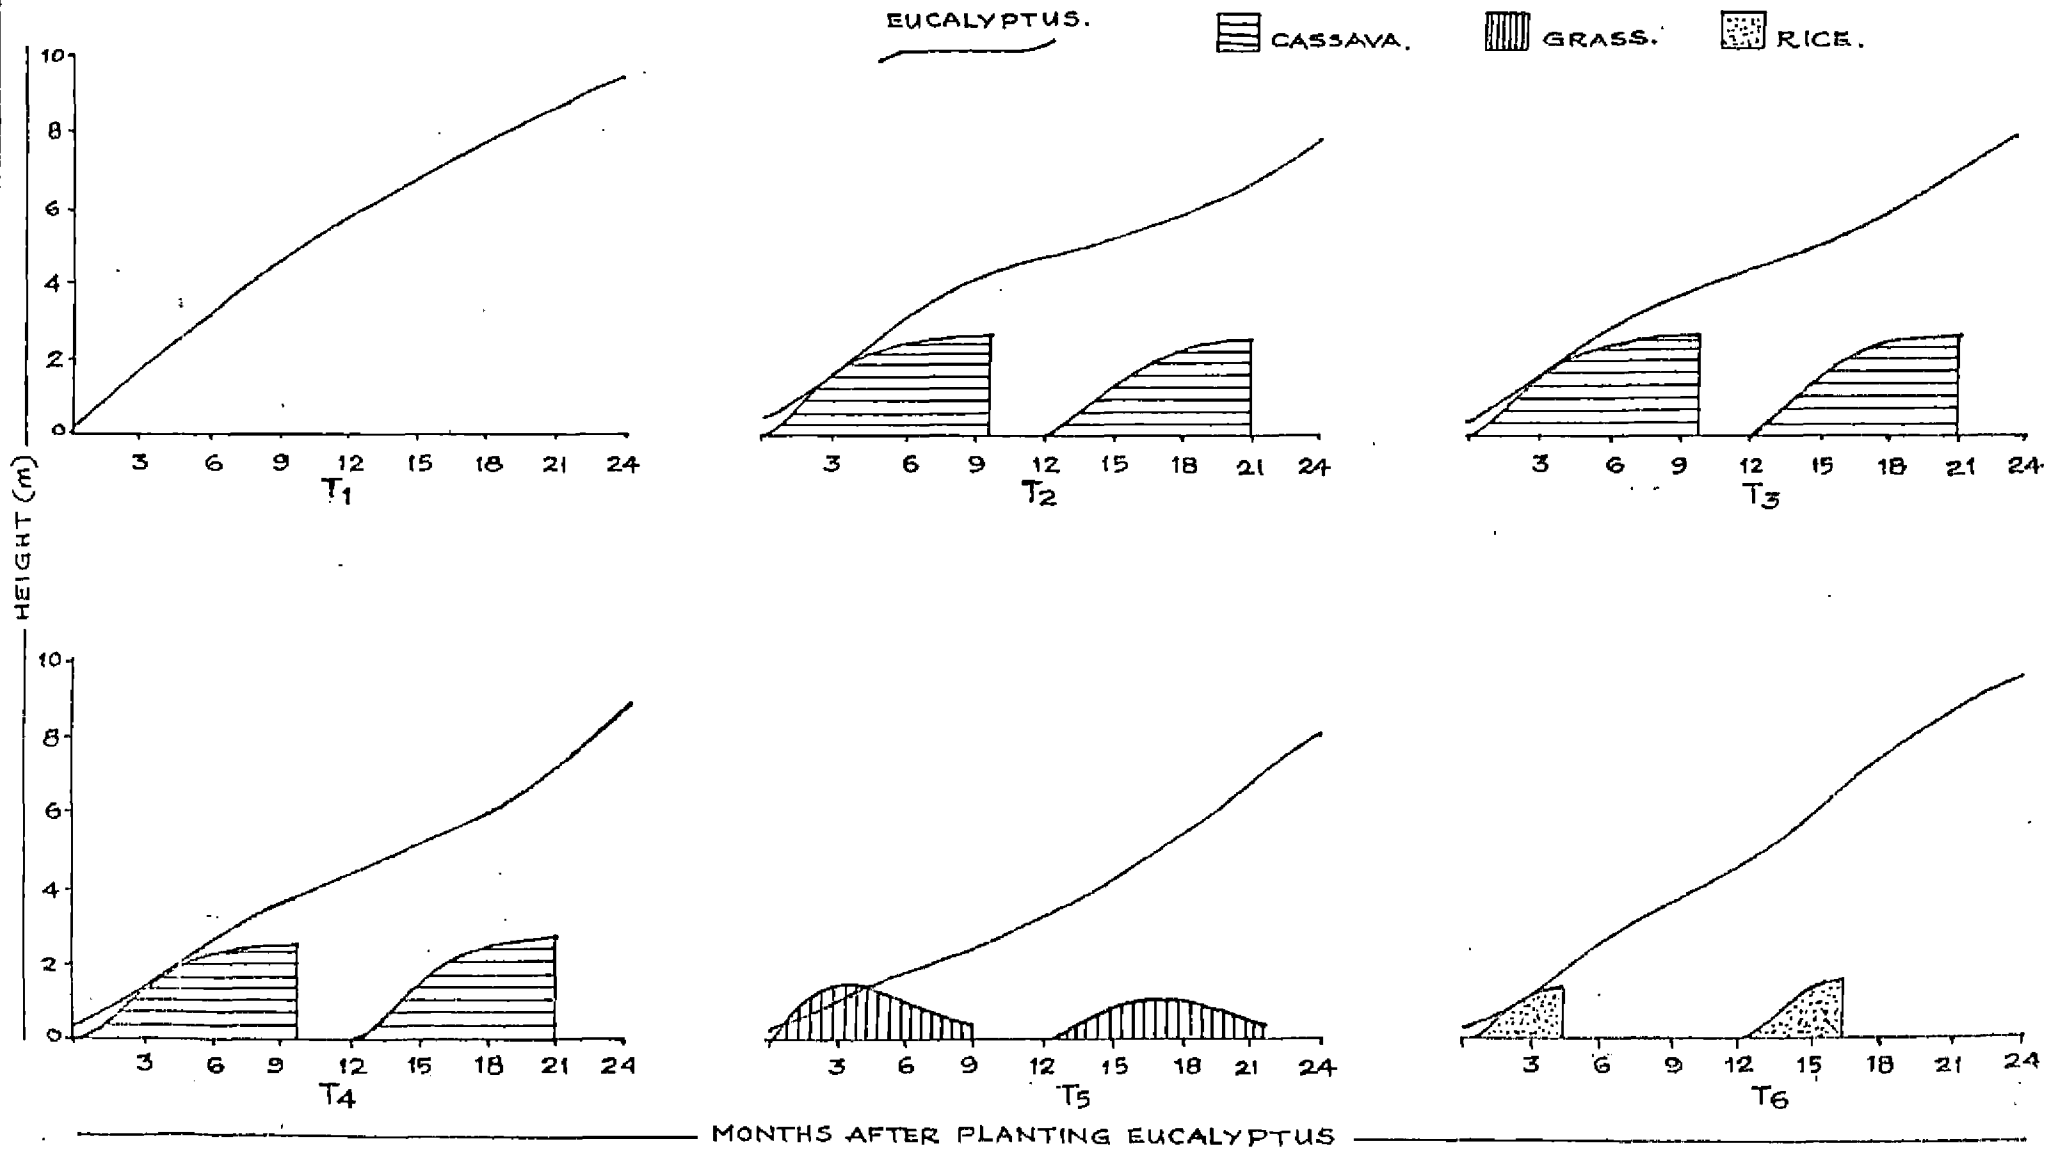 EUCALYPTUS.
CASSAVA.
GRASS.
RICE.
HEIGHT (m)
10
8
6
4
2
0
3 6 9 12 15 18 21 24
T1
3 6 9 12 15 18 21 24
T2
3 6 9 12 15 18 21 24
T3
10
8
6
4
2
0
3 6 9 12 15 18 21 24
T4
3 6 9 12 15 18 21 24
T5
3 6 9 12 15 18 21 24
T6
MONTHS AFTER PLANTING EUCALYPTUS